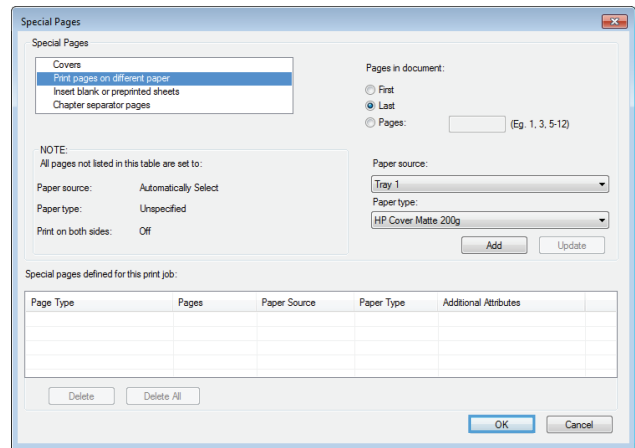 Special Pages
Special Pages
Covers
Print pages on different paper
Insert blank or preprinted sheets
Chapter separator pages
Pages in document:
First
Last
Pages: (Eg. 1, 3, 5-12)
NOTE:
All pages not listed in this table are set to:
Paper source: Automatically Select
Paper type: Unspecified
Print on both sides: Off
Paper source:
Tray 1
Paper type:
HP Cover Matte 200g
Add Update
Special pages defined for this print job:
Page Type Pages Paper Source Paper Type Additional Attributes
Delete Delete All
OK Cancel